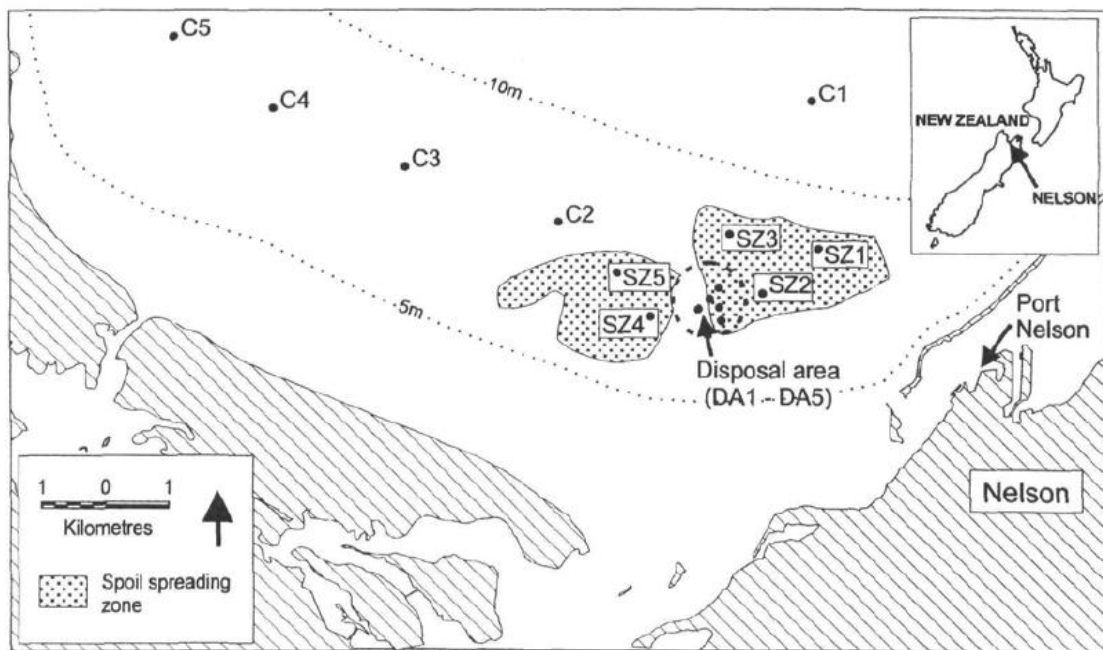 C5
C4
C3
C2
C1
10m
5m
NEW ZEALAND
NELSON
SZ3
SZ1
SZ2
SZ5
SZ4
Disposal area
(DA1 - DA5)
Port
Nelson
Nelson
1 0 1
Kilometres
Spoil spreading
zone